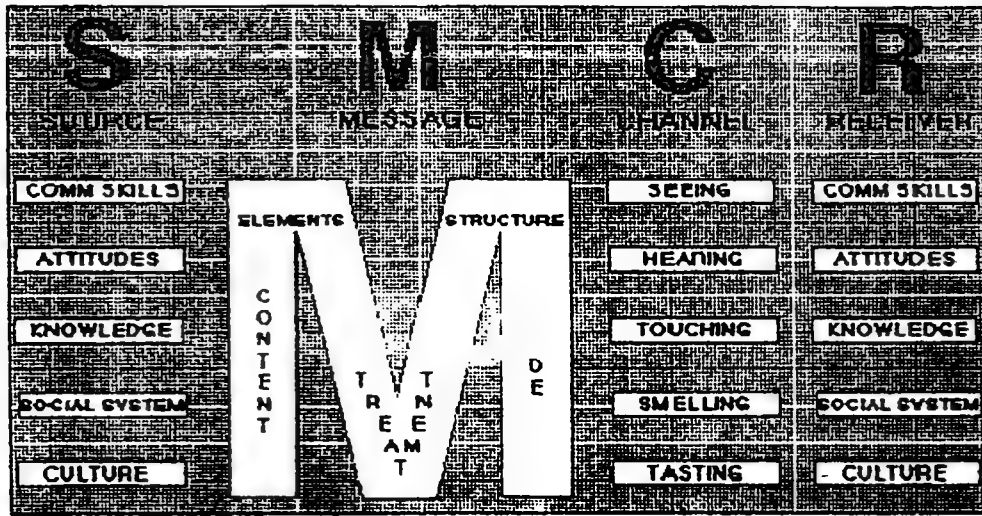 S M C R
SOURCE MESSAGE CHANNEL RECEIVER
COMM SKILLS
ATTITUDES
KNOWLEDGE
SOCIAL SYSTEM
CULTURE
ELEMENTS STRUCTURE
CONTENT
TREATMENT
DE
SEEING
HEARING
TOUCHING
SMELLING
TASTING
COMM SKILLS
ATTITUDES
KNOWLEDGE
SOCIAL SYSTEM
CULTURE